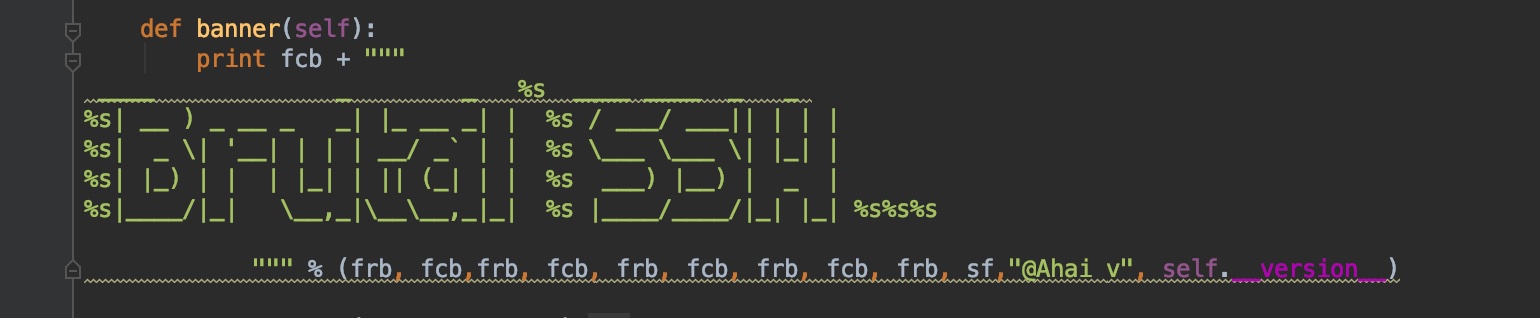 def banner(self):
print fcb + """
 ____             _        _   %s  ____ ____  _   _
%s| __ ) _ __ _   _| |_ __ _| |  %s / ___/ ___|| | | |
%s|  _ \| '__| | | | __/ _` | |  %s \___ \___ \| |_| |
%s| |_) | |  | |_| | || (_| | |  %s  ___) |__) |  _  |
%s|____/|_|   \__,_|\__\__,_|_|  %s |____/____/|_| |_| %s%s%s
""" % (frb, fcb,frb, fcb, frb, fcb, frb, fcb, frb, sf,"@Ahai v", self.__version__)